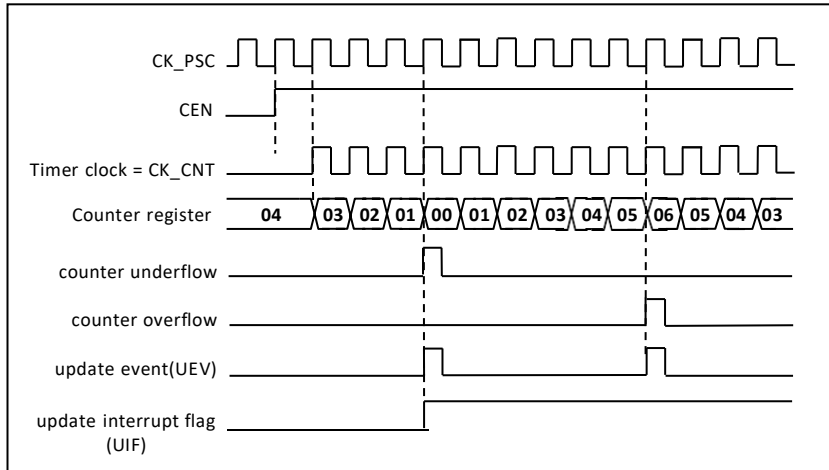 CK_PSC
CEN
Timer clock = CK_CNT
Counter register 04 03 02 01 00 01 02 03 04 05 06 05 04 03
counter underflow
counter overflow
update event(UEV)
update interrupt flag
(UIF)